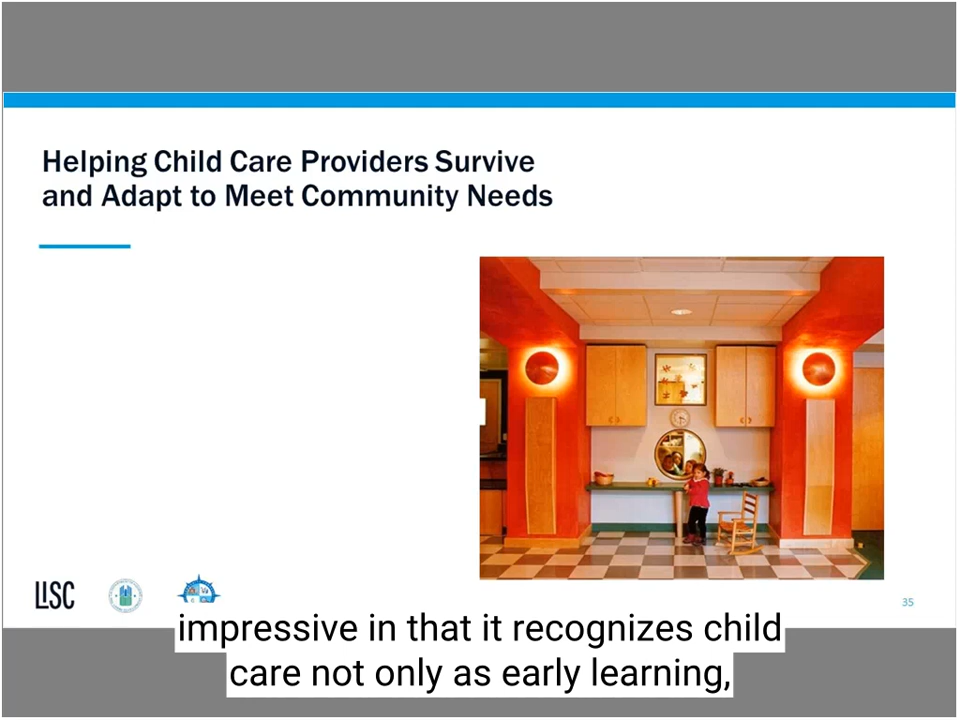 Helping Child Care Providers Survive
and Adapt to Meet Community Needs
LISC
35
impressive in that it recognizes child
care not only as early learning,